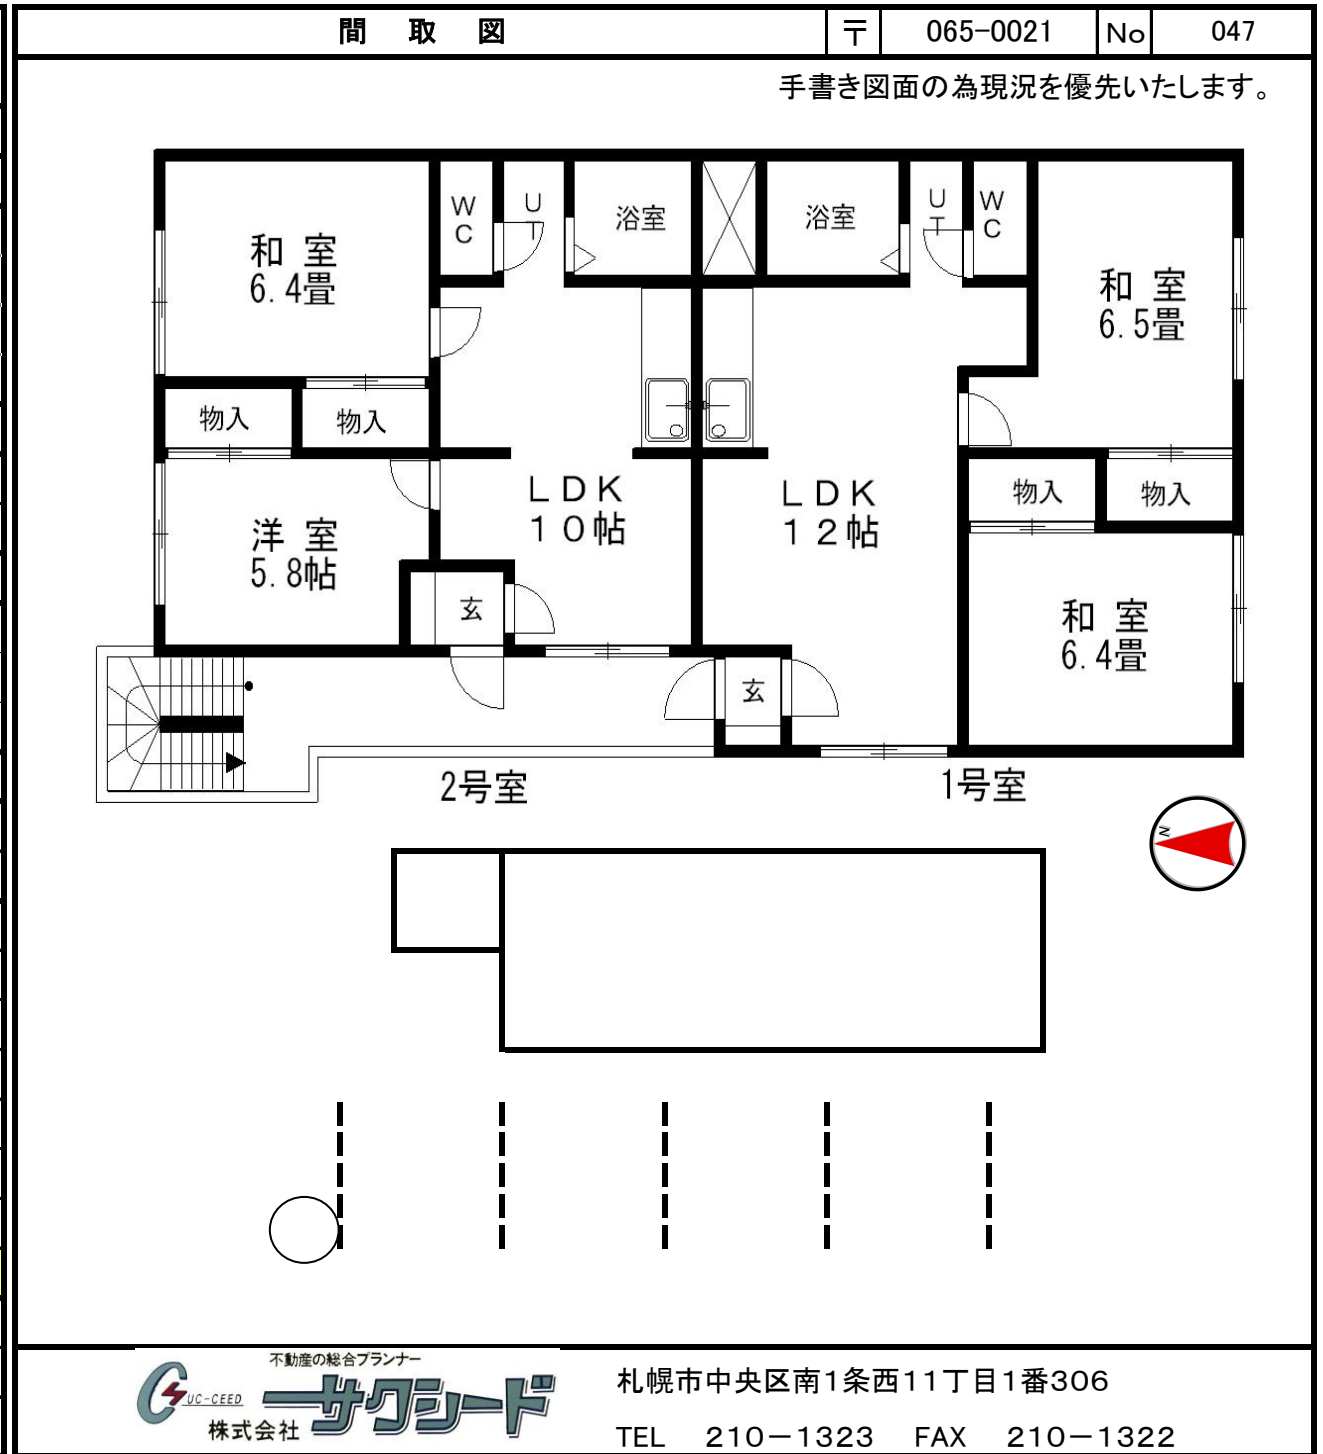 間 取 図 〒 065-0021 No 047
手書き図面の為現況を優先いたします。
和 室
6.4畳
WC
UT
浴室
浴室
UT
WC
和 室
6.5畳
物入
物入
LDK
10帖
LDK
12帖
物入
物入
洋 室
5.8帖
玄
和 室
6.4畳
玄
2号室
1号室
N
不動産の総合プランナー
UC-CEED
サクシード
株式会社
札幌市中央区南1条西11丁目1番306
TEL 210-1323 FAX 210-1322